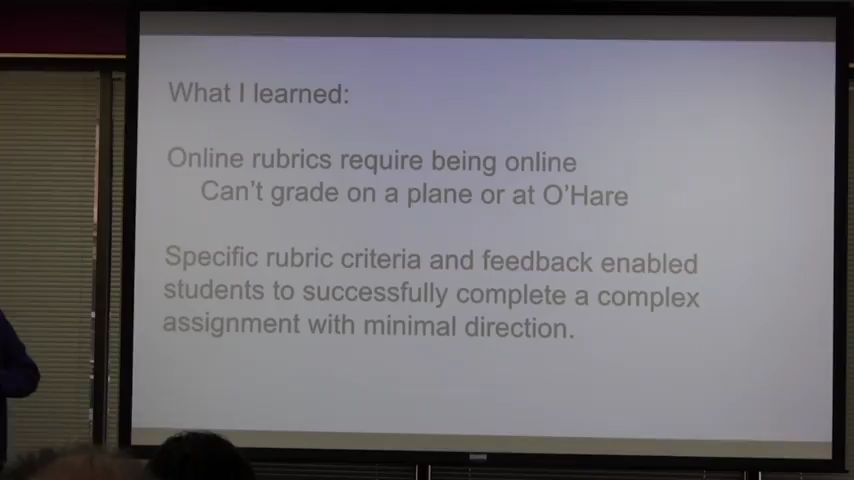 What I learned:
Online rubrics require being online
Can't grade on a plane or at O'Hare
Specific rubric criteria and feedback enabled
students to successfully complete a complex
assignment with minimal direction.